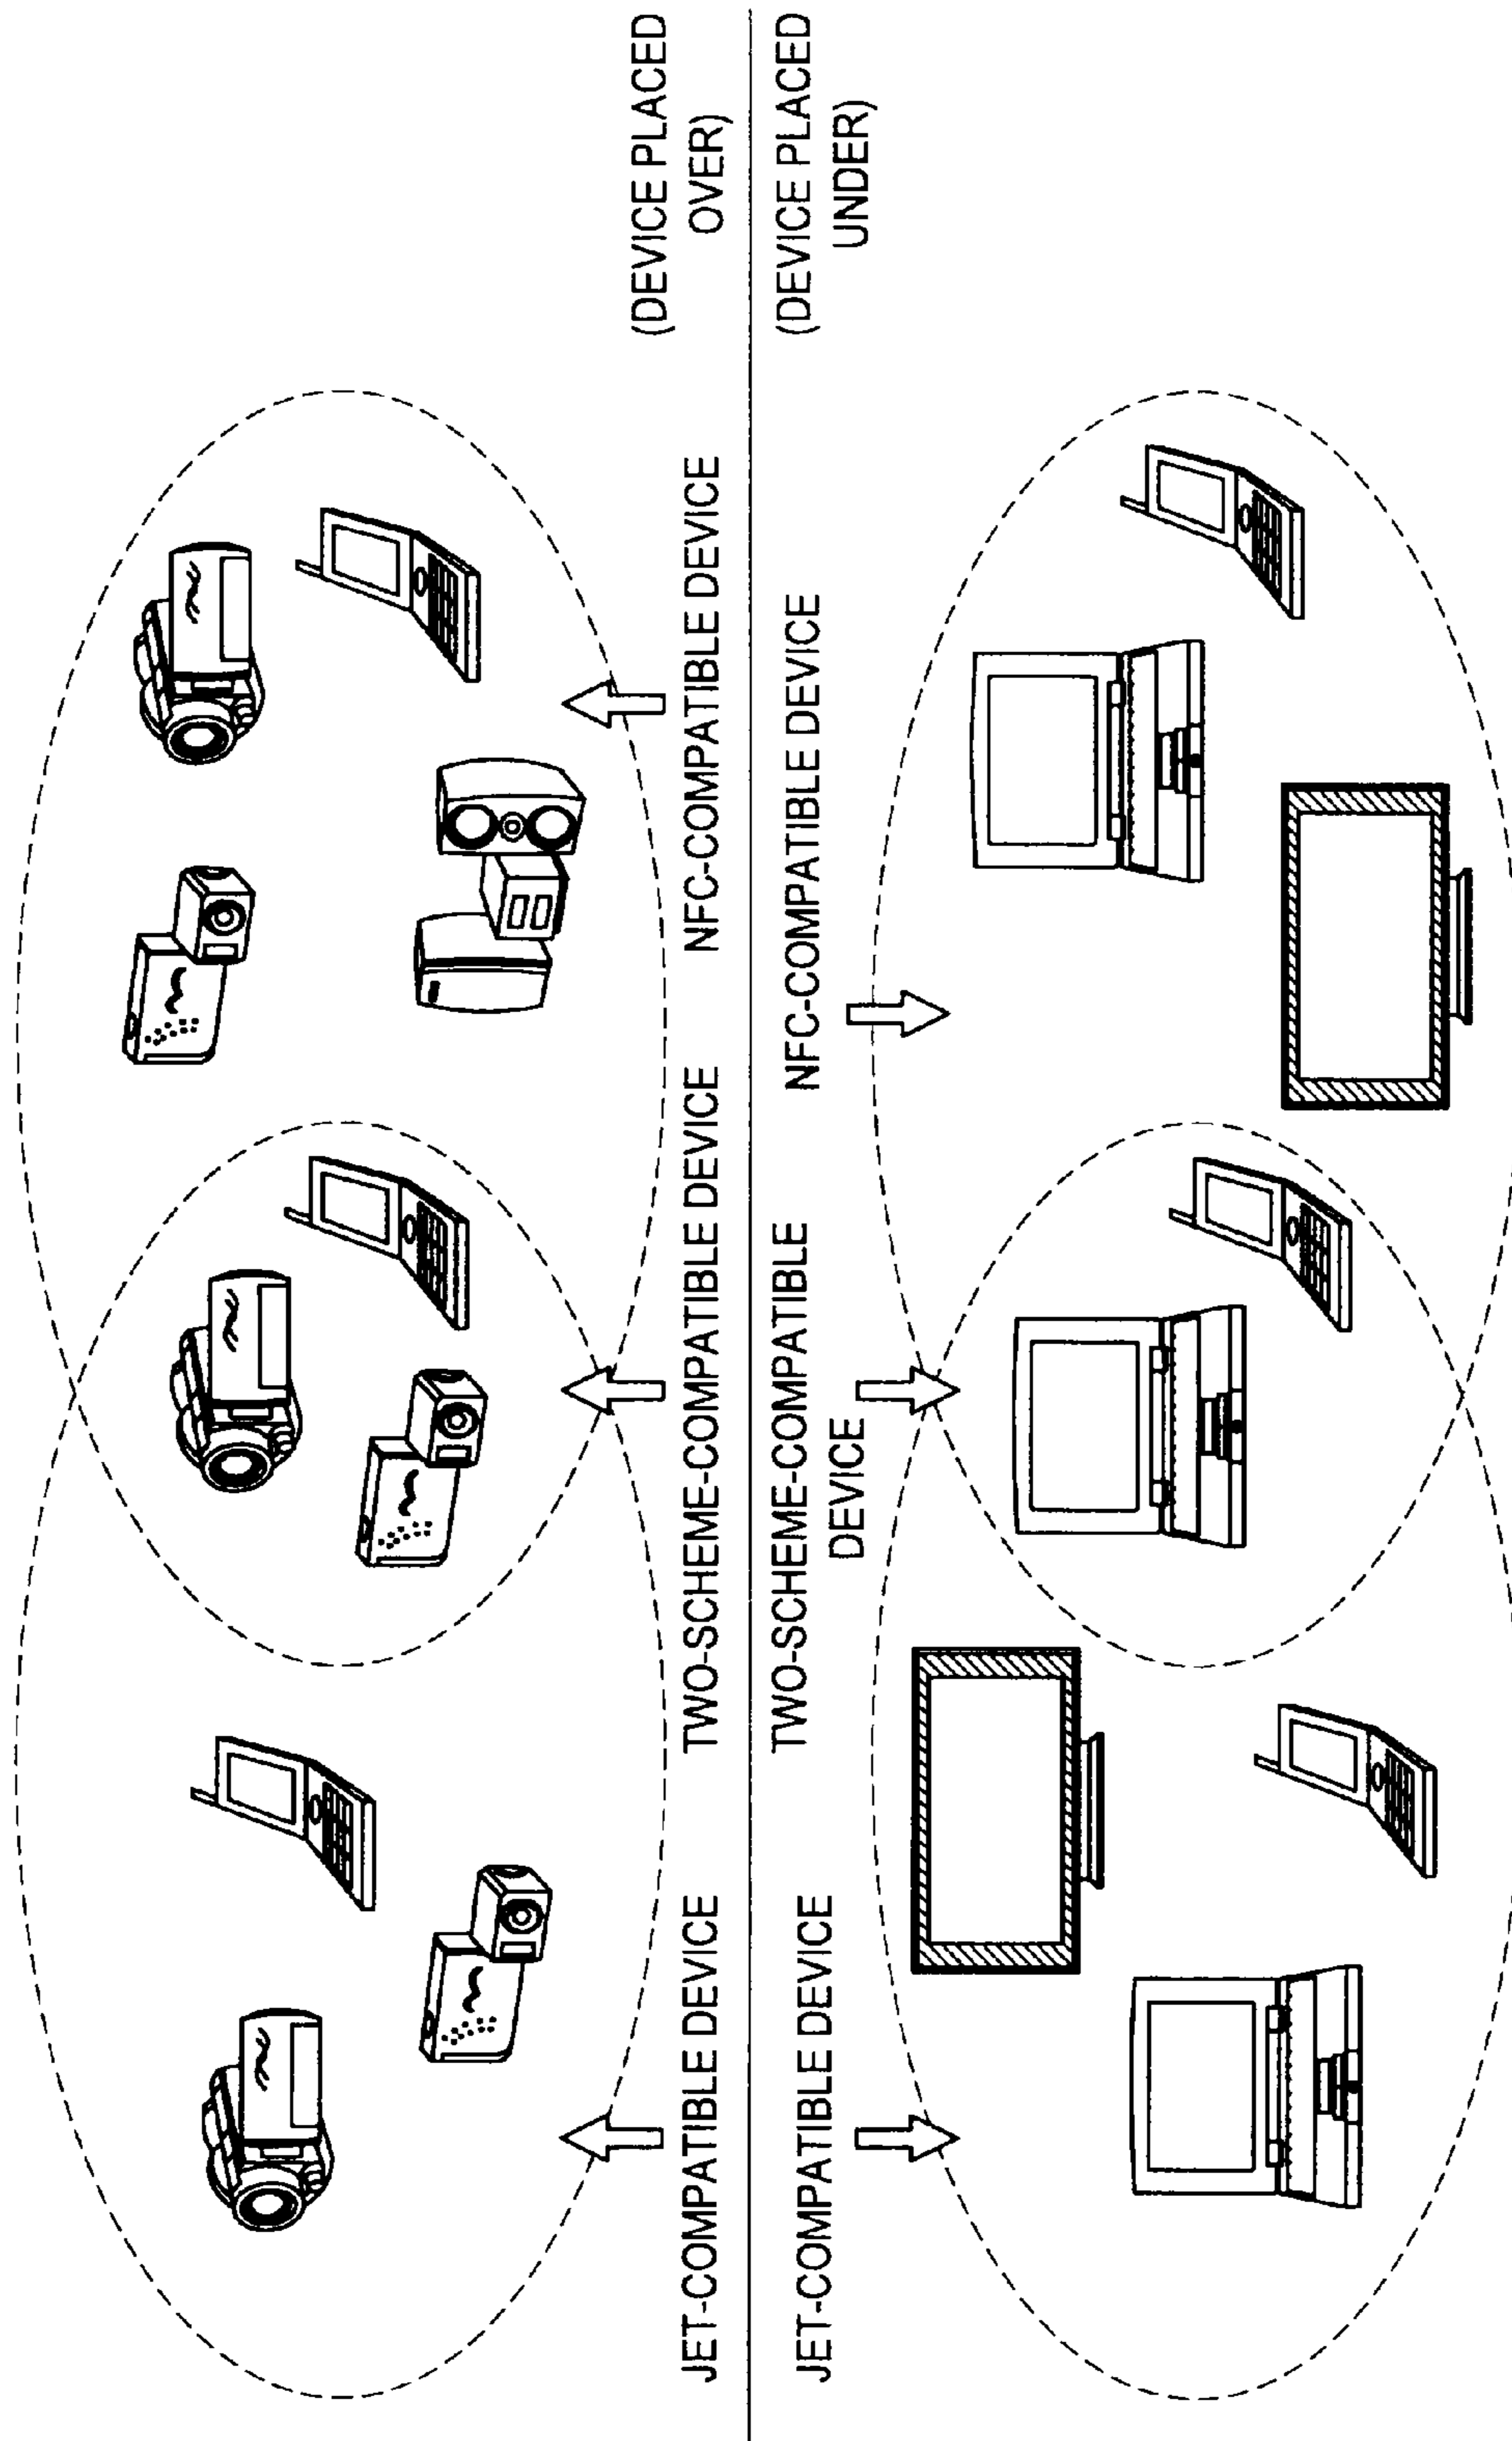 JET-COMPATIBLE DEVICE
TWO-SCHEME-COMPATIBLE DEVICE
NFC-COMPATIBLE DEVICE
(DEVICE PLACED
OVER)
JET-COMPATIBLE DEVICE
TWO-SCHEME-COMPATIBLE
DEVICE
NFC-COMPATIBLE DEVICE
(DEVICE PLACED
UNDER)